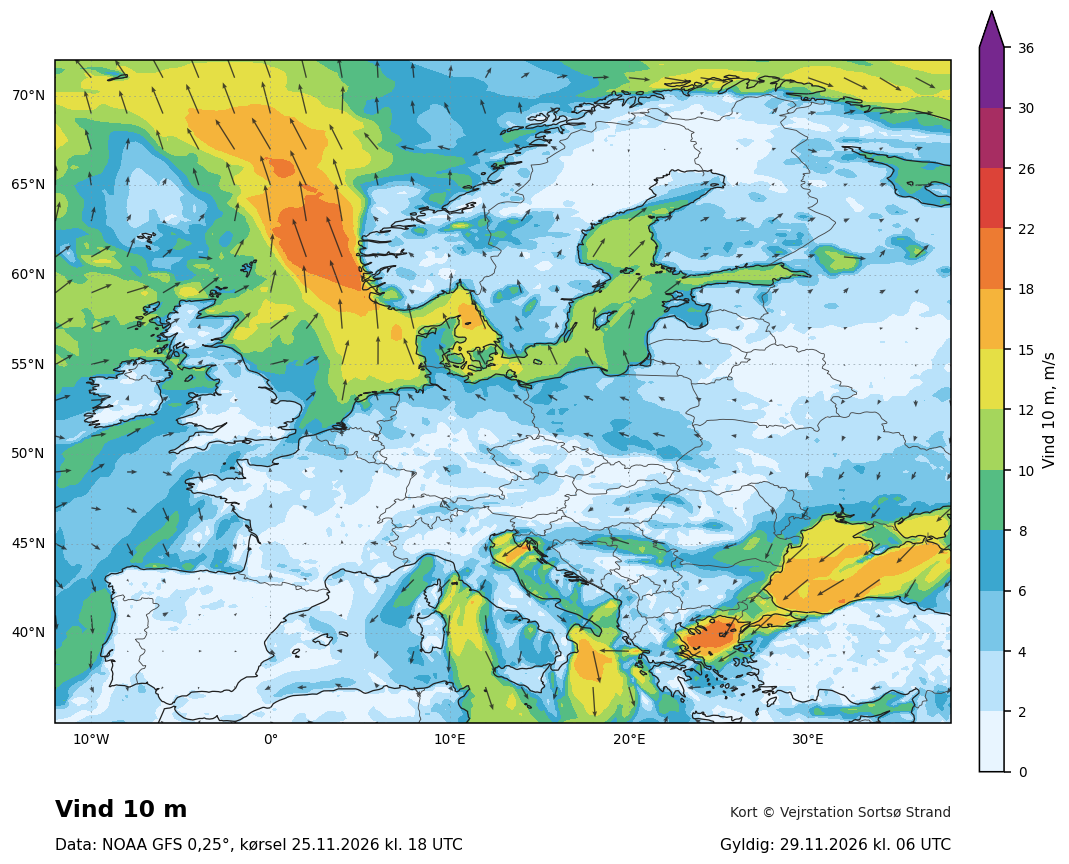 70°N
65°N
60°N
55°N
50°N
45°N
40°N
10°W
0°
10°E
20°E
30°E
36
30
26
22
18
15
12
10
8
6
4
2
0
Vind 10 m, m/s
Vind 10 m
Kort © Vejrstation Sortsø Strand
Data: NOAA GFS 0,25°, kørsel 25.11.2026 kl. 18 UTC
Gyldig: 29.11.2026 kl. 06 UTC